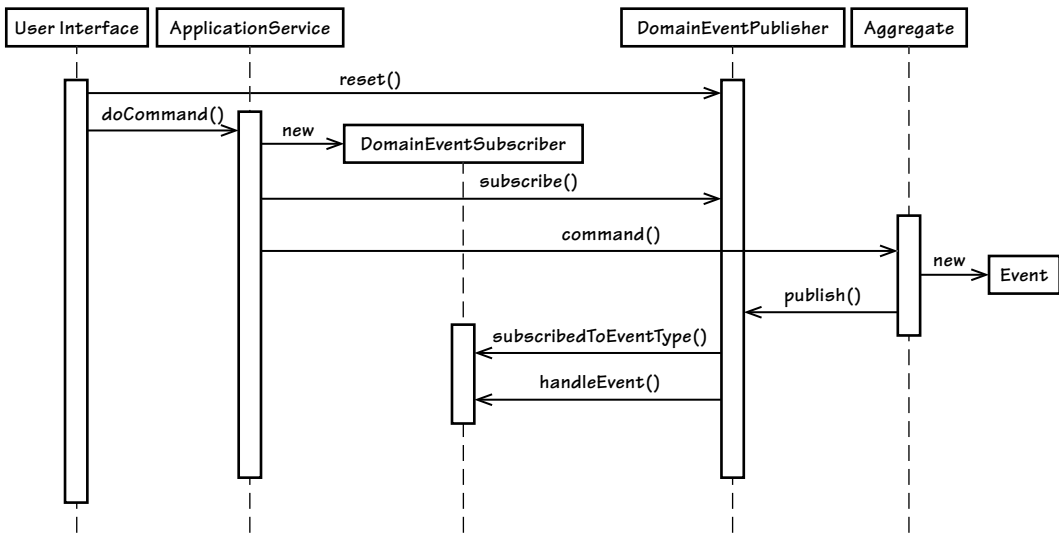 User Interface
ApplicationService
DomainEventPublisher
Aggregate
reset()
doCommand()
new
DomainEventSubscriber
subscribe()
command()
new
Event
publish()
subscribedToEventType()
handleEvent()